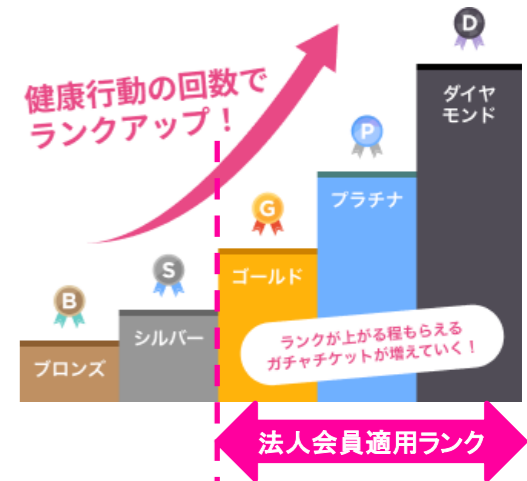 健康行動の回数で
ランクアップ！
D
ダイヤ
モンド
P
プラチナ
G
ゴールド
S
シルバー
B
ブロンズ
ランクが上がる程もらえる
ガチャチケットが増えていく！
法人会員適用ランク